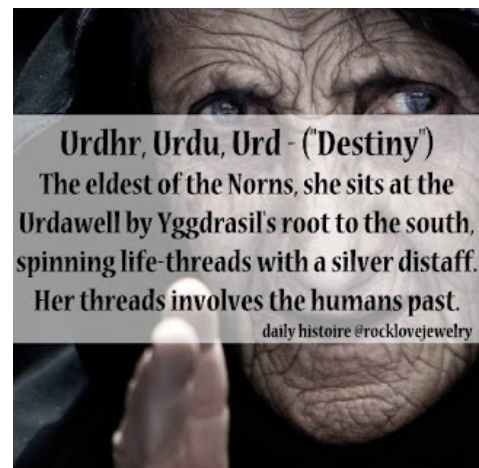 Urdhr, Urdu, Urd - ("Destiny")
The eldest of the Norns, she sits at the
Urdawell by Yggdrasil's root to the south,
spinning life-threads with a silver distaff.
Her threads involves the humans past.
daily histoire @rocklovejewelry